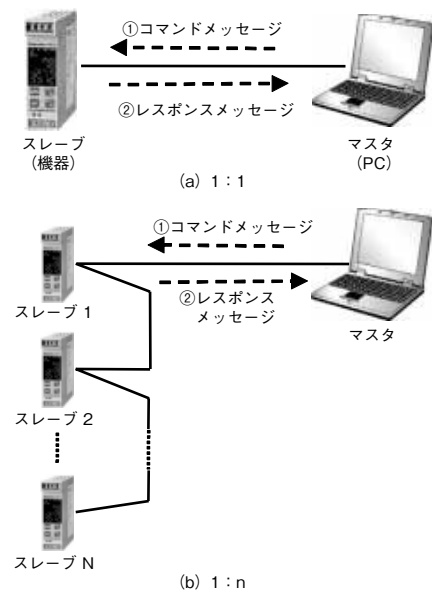 ①コマンドメッセージ
②レスポンスメッセージ
スレーブ
(機器)
マスタ
(PC)
(a) 1:1
①コマンドメッセージ
②レスポンス
メッセージ
スレーブ 1
マスタ
スレーブ 2
スレーブ N
(b) 1:n